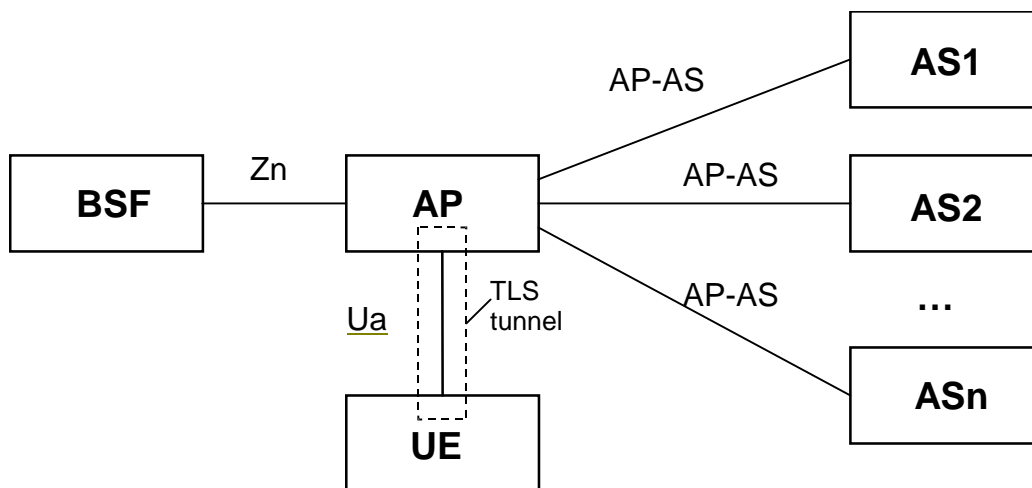 AS1
AP-AS
Zn
AP-AS
BSF
AP
AS2
AP-AS
…
TLS
tunnel
Ua
ASn
UE